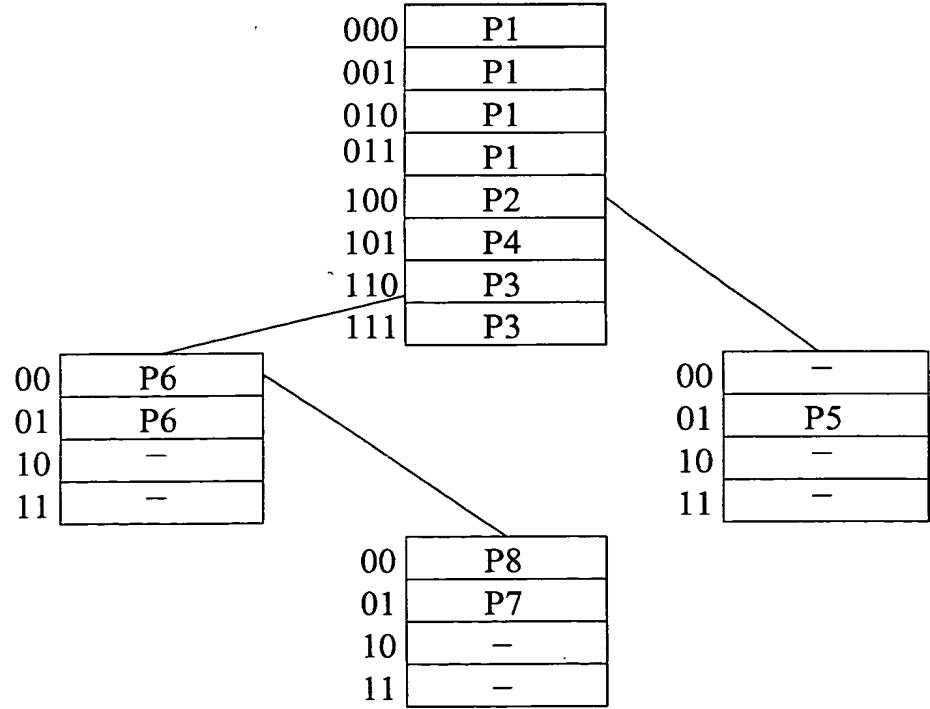 000 P1
001 P1
010 P1
011 P1
100 P2
101 P4
110 P3
111 P3
00 P6
01 P6
10 –
11 –
00 –
01 P5
10 –
11 –
00 P8
01 P7
10 –
11 –